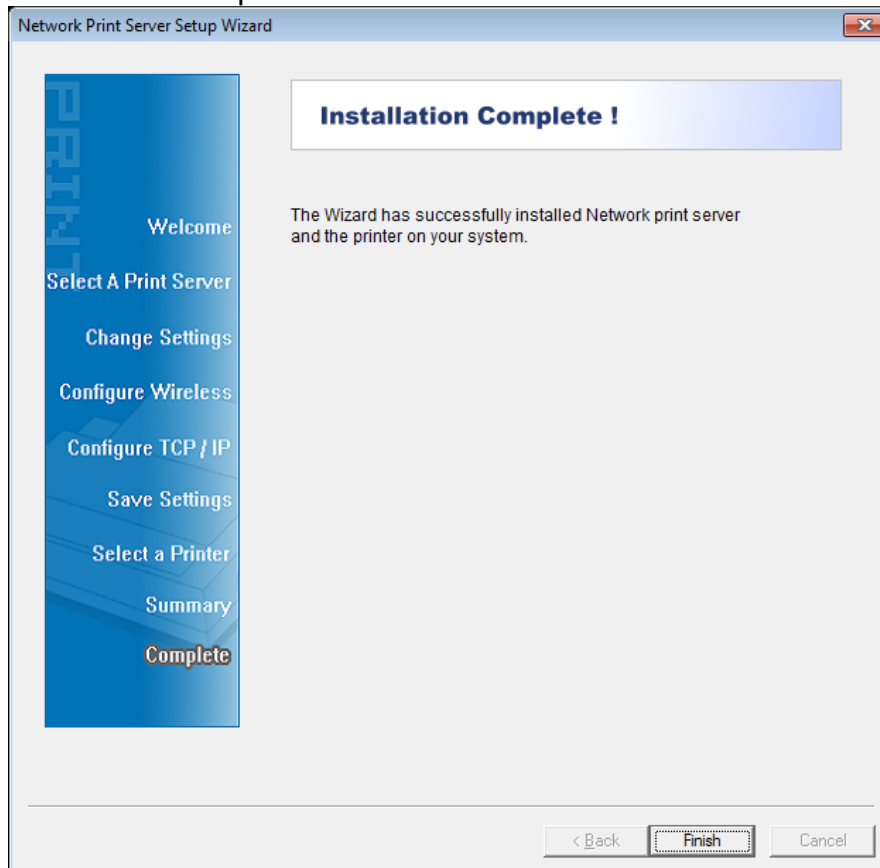 Network Print Server Setup Wizard
PRINT
Installation Complete !
The Wizard has successfully installed Network print server
and the printer on your system.
Welcome
Select A Print Server
Change Settings
Configure Wireless
Configure TCP / IP
Save Settings
Select a Printer
Summary
Complete
< Back
Finish
Cancel